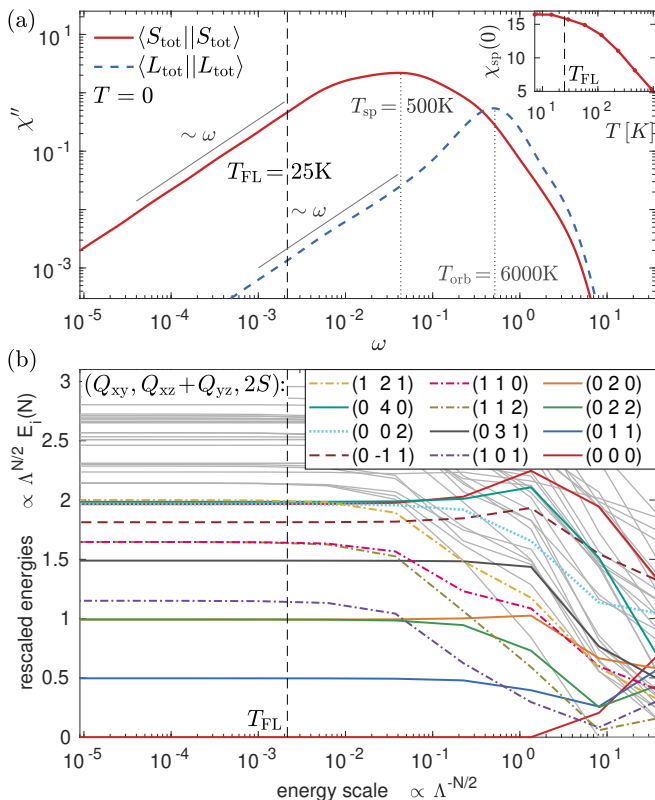 (a)
⟨S_tot||S_tot⟩
⟨L_tot||L_tot⟩
T = 0
χ''
10^1
10^-1
10^-3
~ ω
T_FL = 25K
~ ω
T_sp = 500K
T_orb = 6000K
χ_sp(0)
15
10
5
T_FL
10^2
T [K]
10^-5 10^-4 10^-3 10^-2 10^-1 10^0 10^1
ω
(b)
(Q_xy, Q_xz+Q_yz, 2S):
(1 2 1) (1 1 0) (0 2 0)
(0 4 0) (1 1 2) (0 2 2)
(0 0 2) (0 3 1) (0 1 1)
(0 -1 1) (1 0 1) (0 0 0)
rescaled energies ∝ Λ^N/2 E_i(N)
3
2.5
2
1.5
1
0.5
0
T_FL
10^-5 10^-4 10^-3 10^-2 10^-1 10^0 10^1
energy scale ∝ Λ^-N/2